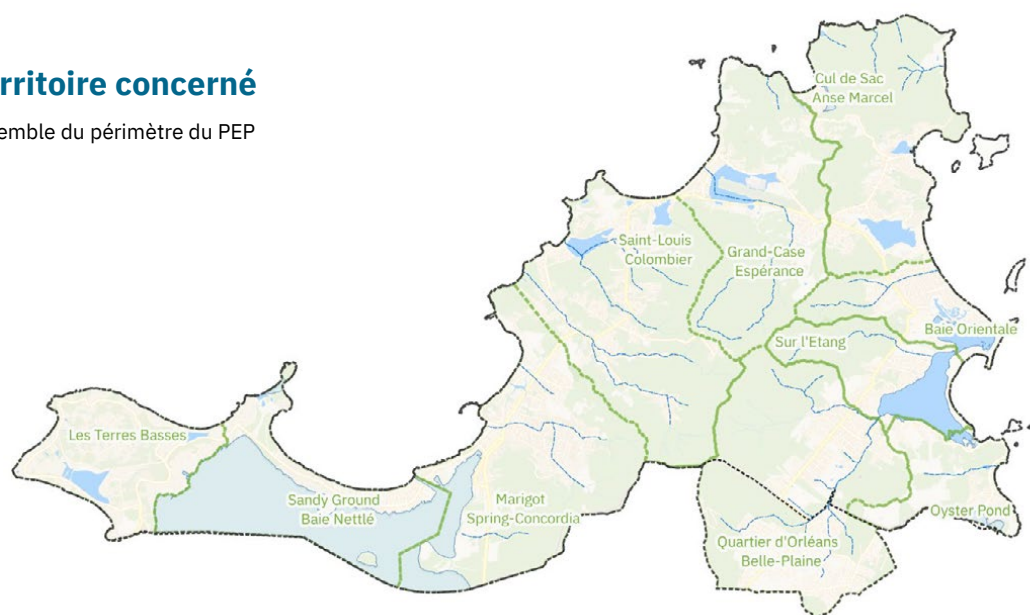 rritoire concerné
emble du périmètre du PEP
Cul de Sac
Anse Marcel
Saint-Louis
Colombier
Grand-Case
Espérance
Baie Orientale
Sur l'Etang
Les Terres Basses
Sandy Ground
Baie Nettlé
Marigot
Spring-Concordia
Oyster Pond
Quartier d'Orléans
Belle-Plaine